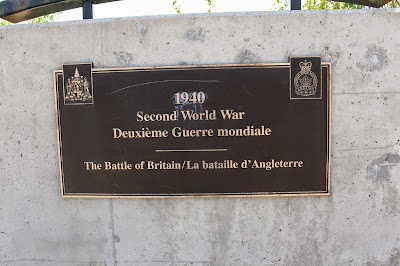 1940
Second World War
Deuxième Guerre mondiale
The Battle of Britain/La bataille d'Angleterre